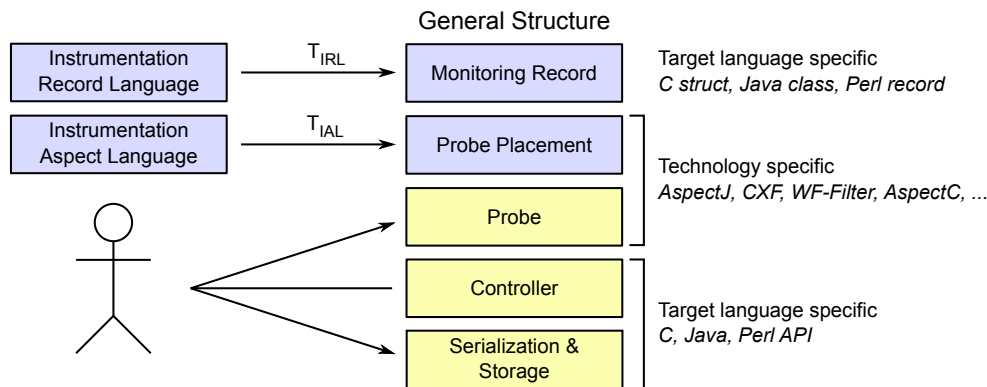 General Structure
Instrumentation
Record Language
T_IRL
Monitoring Record
Target language specific
C struct, Java class, Perl record
Instrumentation
Aspect Language
T_IAL
Probe Placement
Technology specific
AspectJ, CXF, WF-Filter, AspectC, ...
Probe
Controller
Target language specific
C, Java, Perl API
Serialization &
Storage